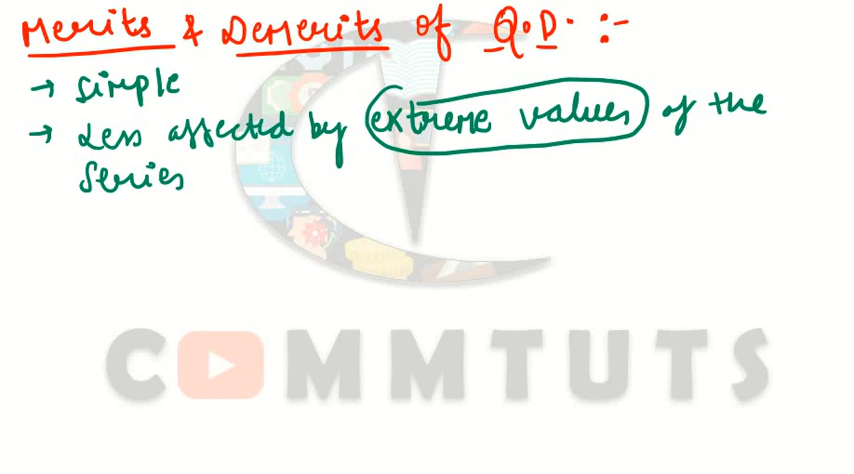 Merits & DeMerits of Q.D. :-
→ Simple
→ Less affected by extreme values of the
Series
COMMTUTS